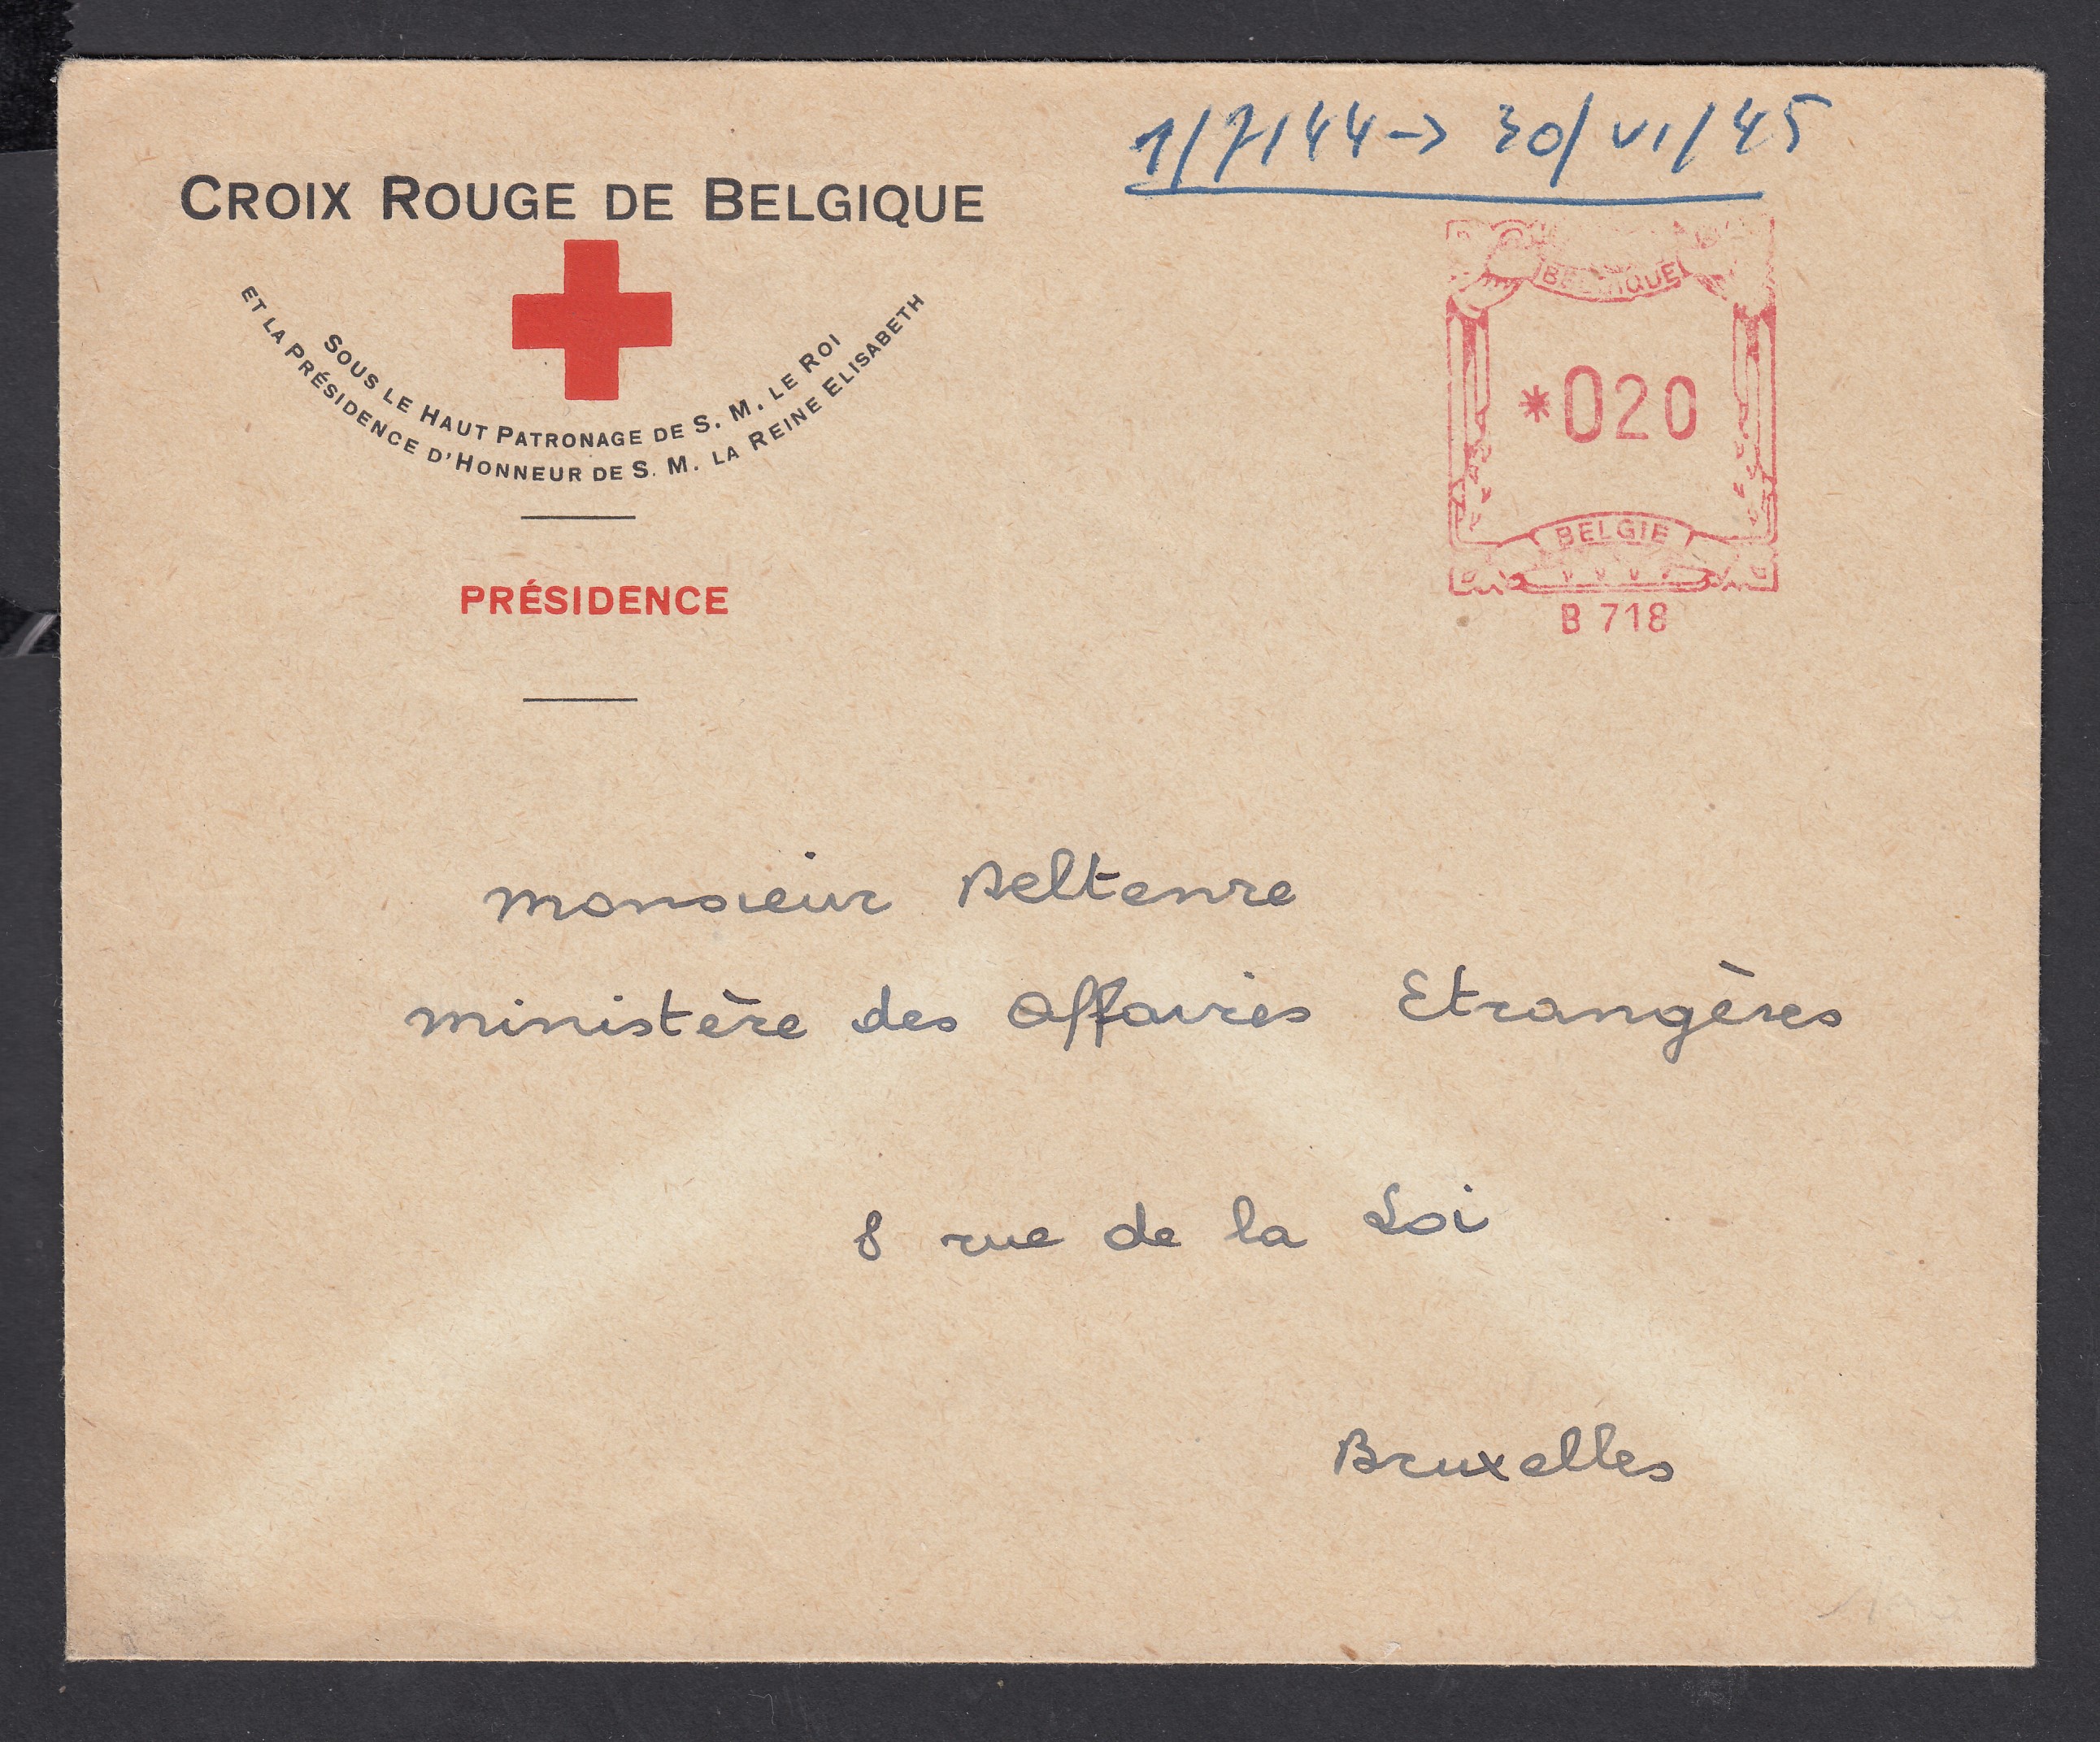 1/7/44 → 30/VI/45
CROIX ROUGE DE BELGIQUE
SOUS LE HAUT PATRONAGE DE S. M. LE ROI
ET LA PRÉSIDENCE D'HONNEUR DE S. M. LA REINE ELISABETH
PRÉSIDENCE
BELGIQUE
*020
BELGIE
B 718
Monsieur Deltenre
Ministère des Affaires Etrangères
8 rue de la Loi
Bruxelles